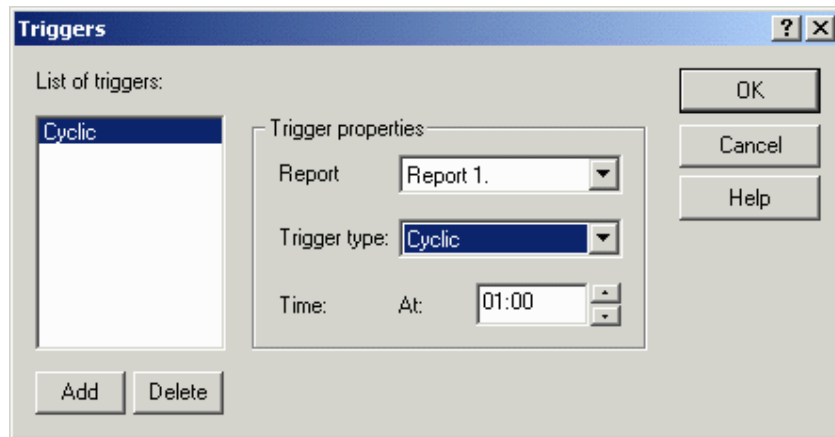 Triggers
List of triggers:
Cyclic
Trigger properties
Report Report 1.
Trigger type: Cyclic
Time: At: 01:00
Add Delete
OK
Cancel
Help